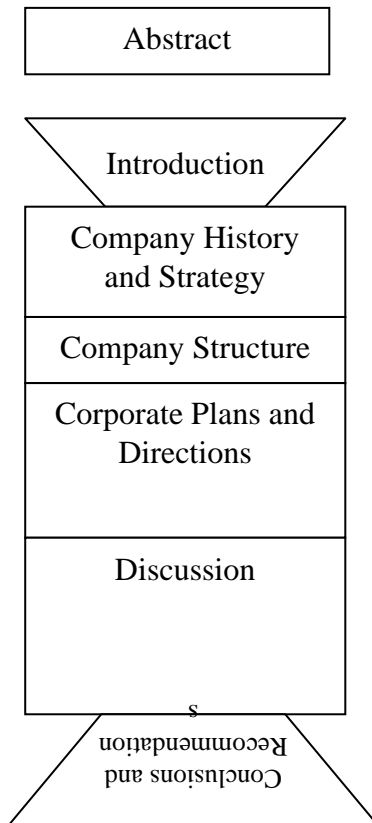 Abstract
Introduction
Company History
and Strategy
Company Structure
Corporate Plans and
Directions
Discussion
Conclusions and
Recommendation
s